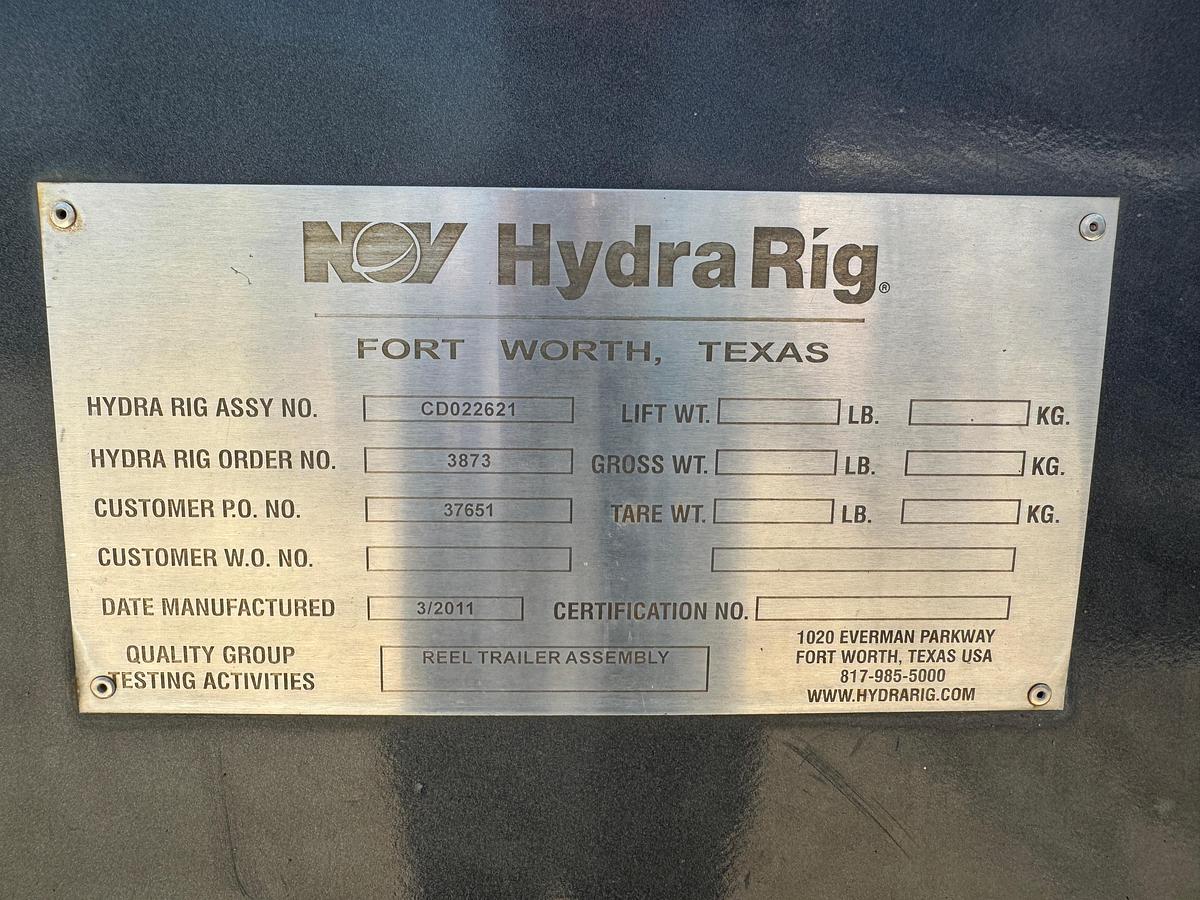 NOV Hydra Rig®
FORT WORTH, TEXAS
HYDRA RIG ASSY NO. CD022621 LIFT WT. LB. KG.
HYDRA RIG ORDER NO. 3873 GROSS WT. LB. KG.
CUSTOMER P.O. NO. 37651 TARE WT. LB. KG.
CUSTOMER W.O. NO.
DATE MANUFACTURED 3/2011 CERTIFICATION NO.
QUALITY GROUP
TESTING ACTIVITIES
REEL TRAILER ASSEMBLY
1020 EVERMAN PARKWAY
FORT WORTH, TEXAS USA
817-985-5000
WWW.HYDRARIG.COM